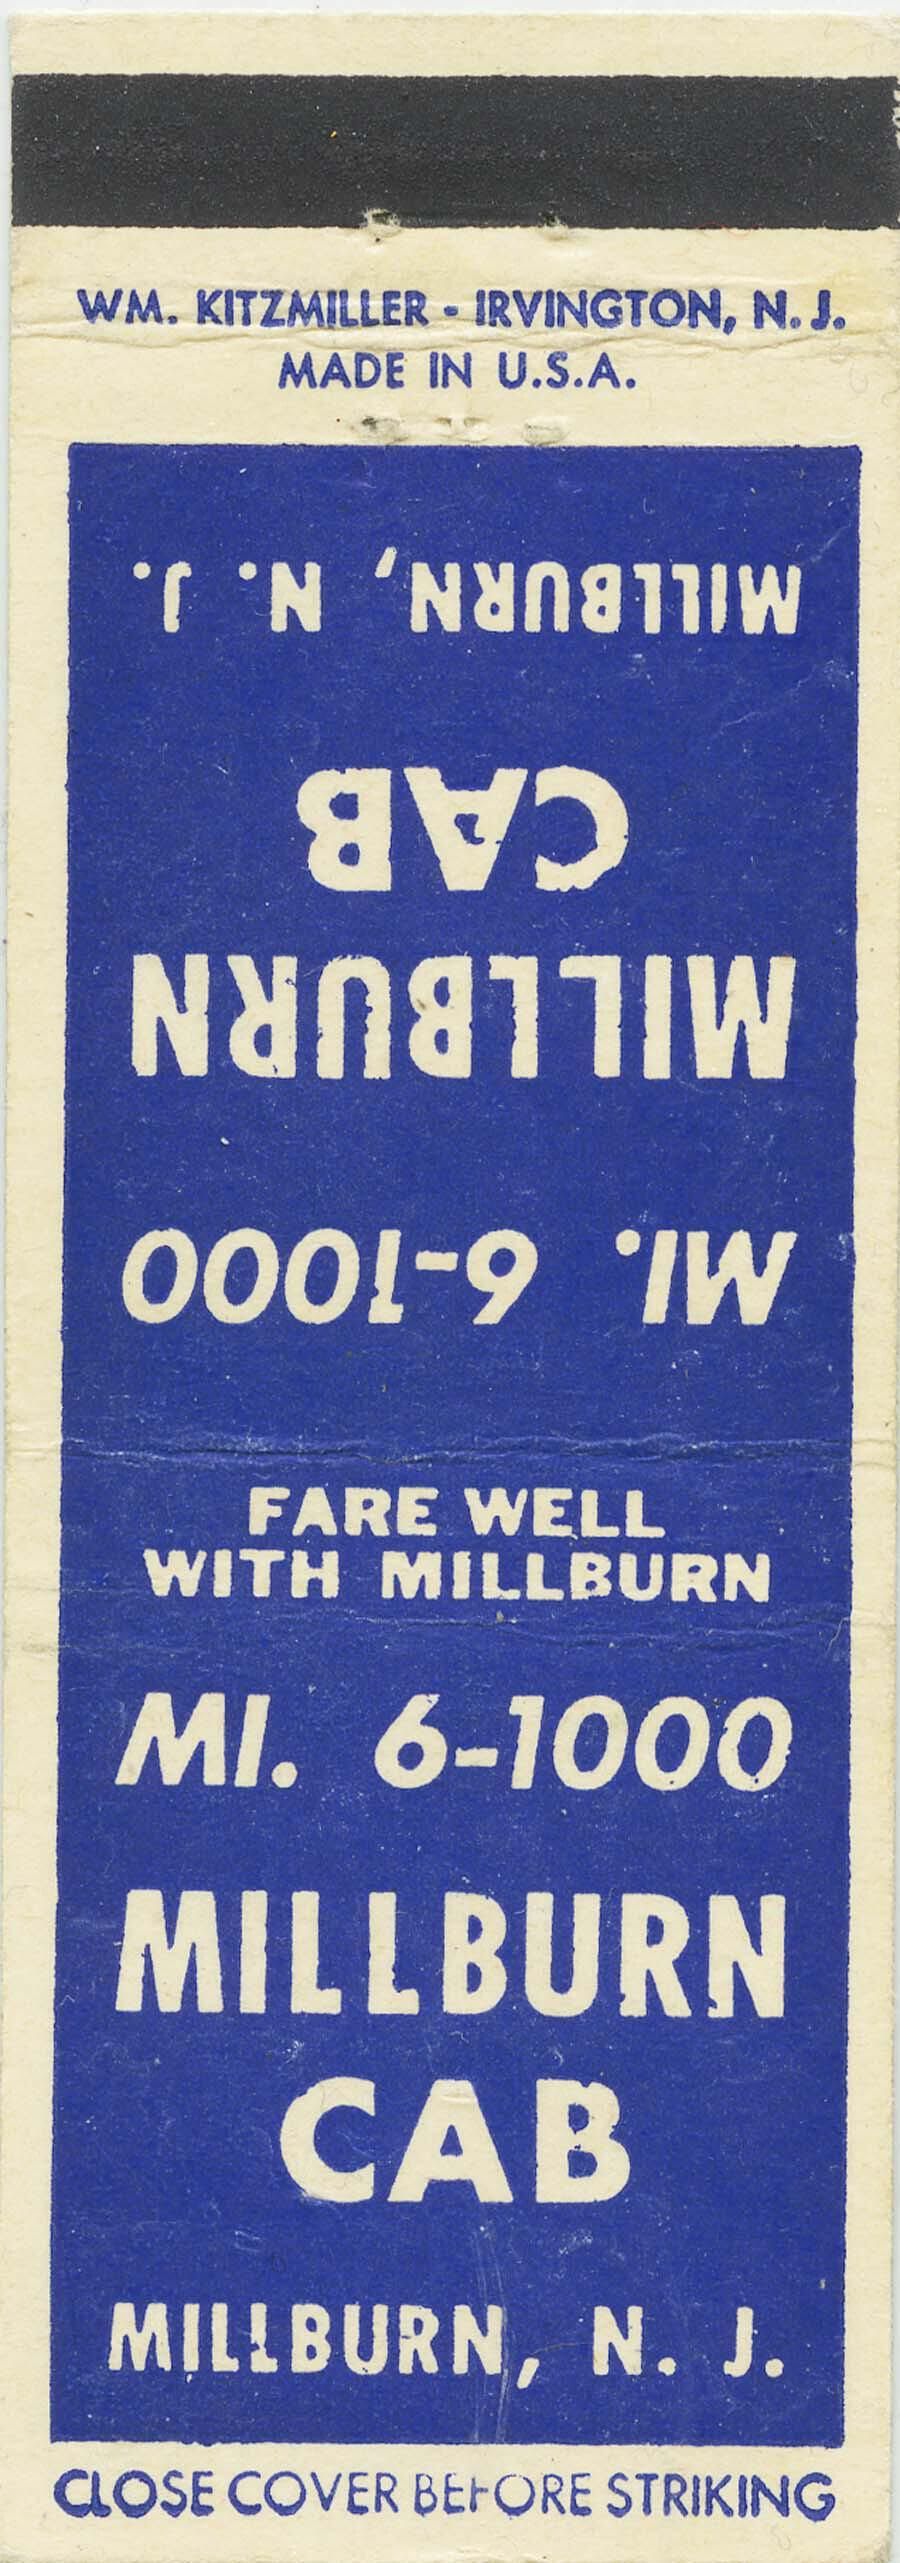 WM. KITZMILLER - IRVINGTON, N. J.
MADE IN U.S.A.
MI. 6-1000
MILLBURN
CAB
MILLBURN, N. J.
FARE WELL
WITH MILLBURN
MI. 6-1000
MILLBURN
CAB
MILLBURN, N. J.
CLOSE COVER BEFORE STRIKING